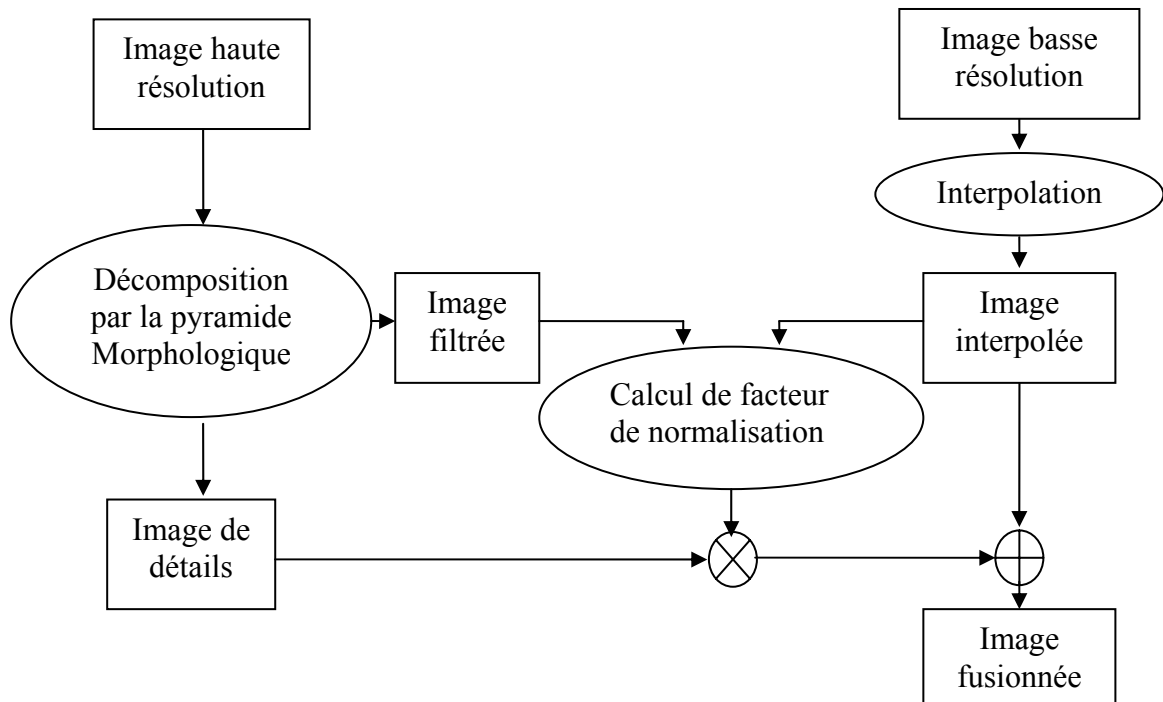 Image haute
résolution
Image basse
résolution
Interpolation
Décomposition
par la pyramide
Morphologique
Image
filtrée
Image
interpolée
Calcul de facteur
de normalisation
Image de
détails
Image
fusionnée